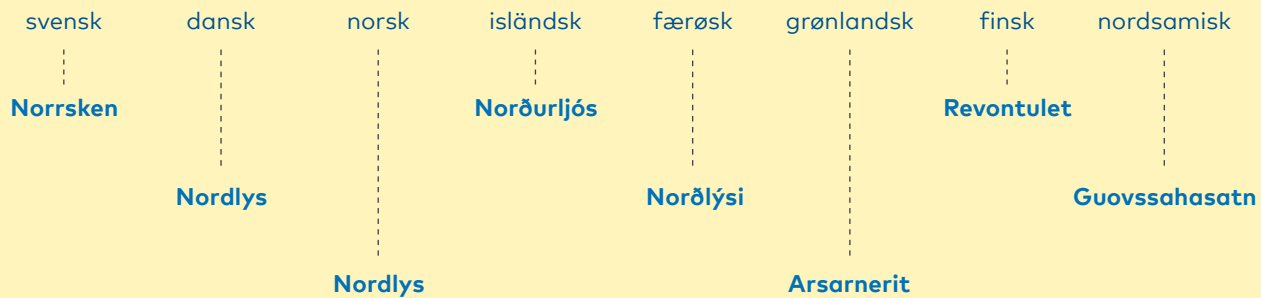 svensk dansk norsk isländsk færøsk grønlandsk finsk nordsamisk
Norrsken Norðurljós Revontulet
Nordlys Norðlýsi Guovssahasatn
Nordlys Arsarnerit